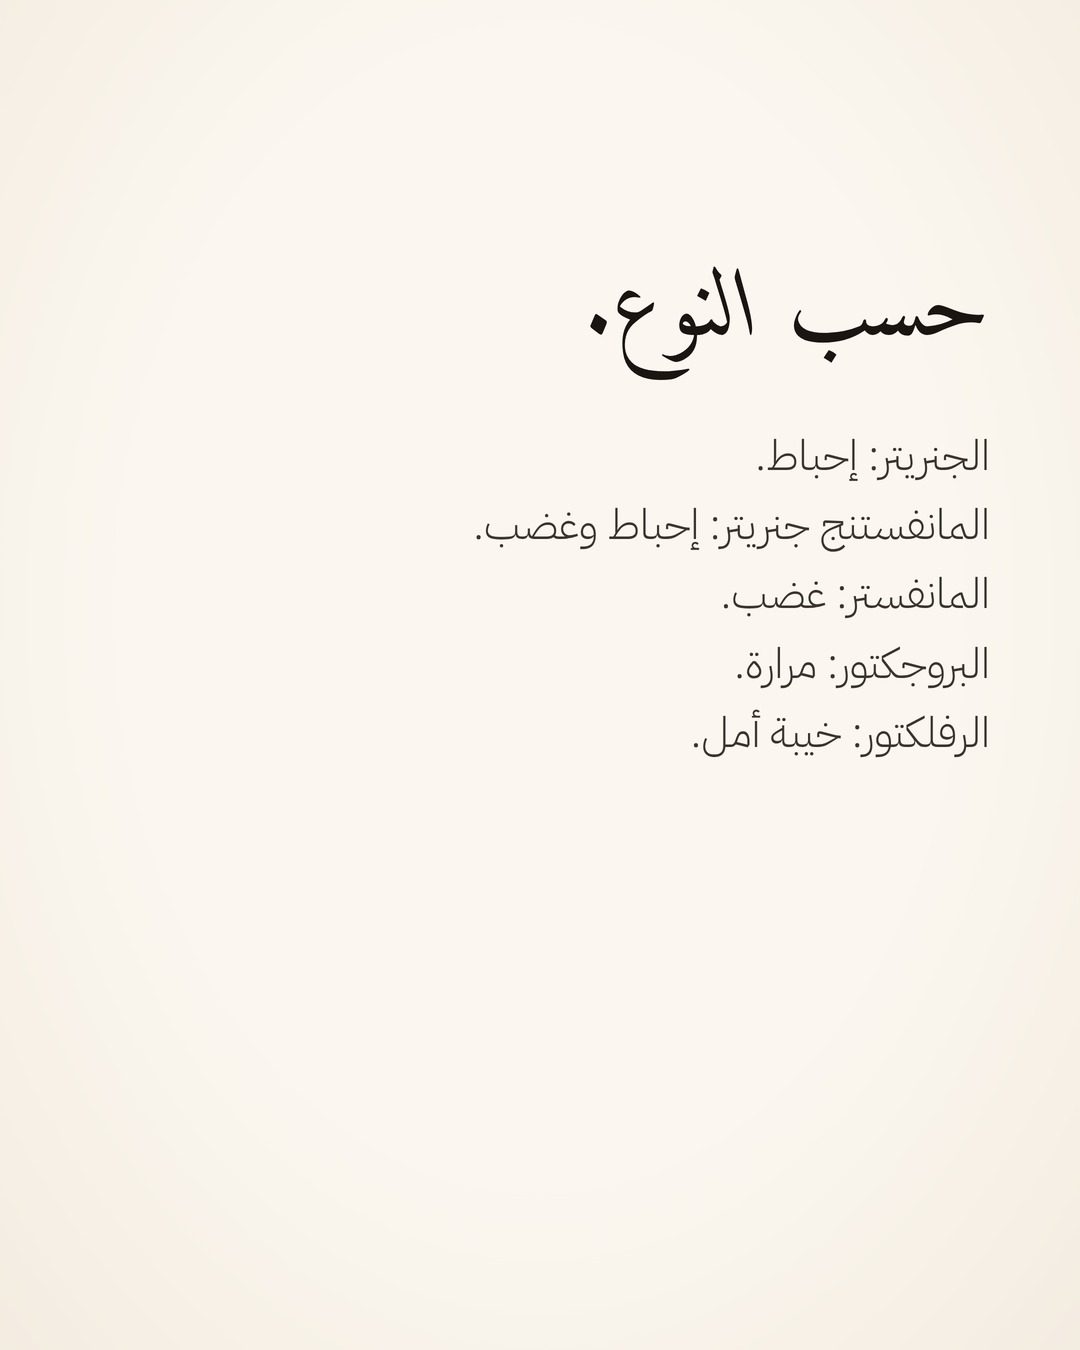 حسب النوع.
الجنريتر: إحباط.
المانفستنج جنريتر: إحباط وغضب.
المانفستر: غضب.
البروجكتور: مرارة.
الرفلكتور: خيبة أمل.